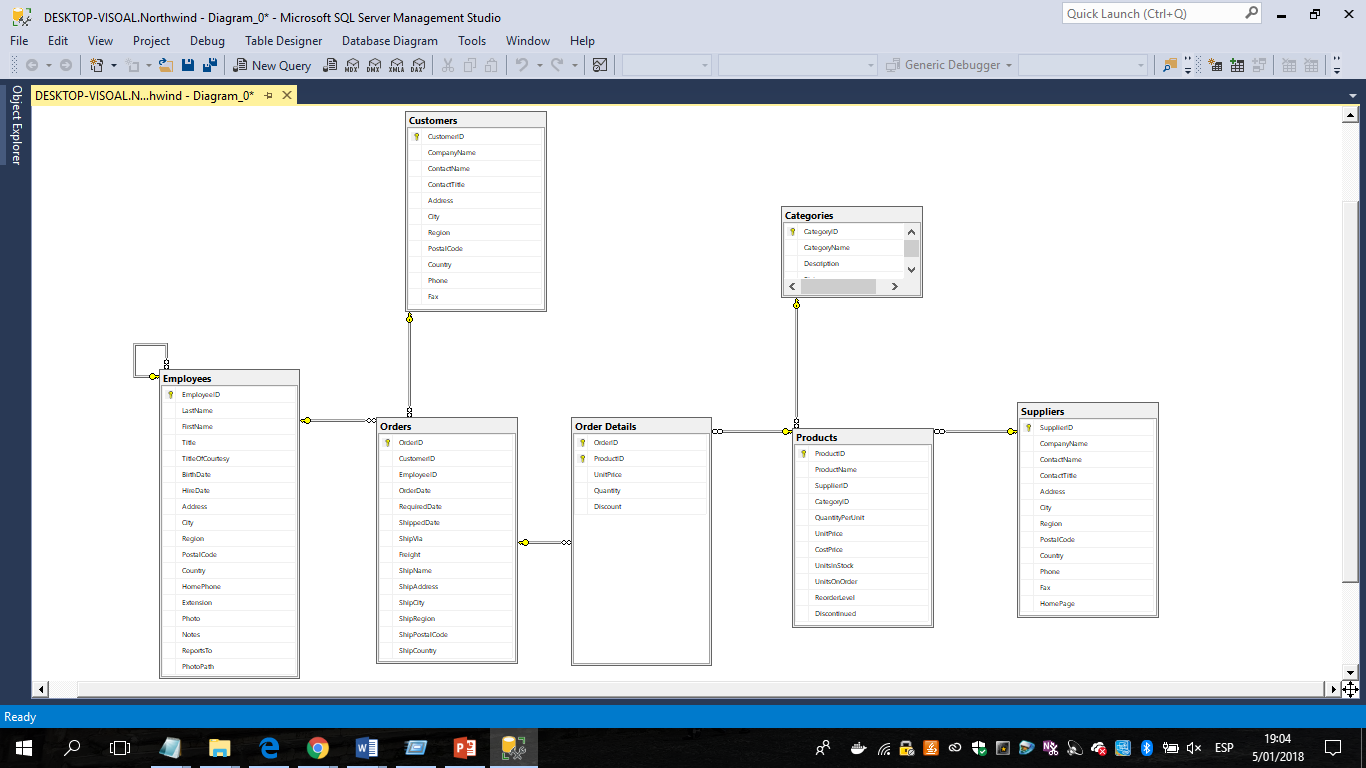 DESKTOP-VISOAL.Northwind - Diagram_0* - Microsoft SQL Server Management Studio
Quick Launch (Ctrl+Q)
File Edit View Project Debug Table Designer Database Diagram Tools Window Help
New Query
MDX DMX XMLA DAX
Generic Debugger
DESKTOP-VISOAL.N...hwind - Diagram_0*
Object Explorer
Customers
CustomerID
CompanyName
ContactName
ContactTitle
Address
City
Region
PostalCode
Country
Phone
Fax
Categories
CategoryID
CategoryName
Description
Employees
EmployeeID
LastName
FirstName
Title
TitleOfCourtesy
BirthDate
HireDate
Address
City
Region
PostalCode
Country
HomePhone
Extension
Photo
Notes
ReportsTo
PhotoPath
Orders
OrderID
CustomerID
EmployeeID
OrderDate
RequiredDate
ShippedDate
ShipVia
Freight
ShipName
ShipAddress
ShipCity
ShipRegion
ShipPostalCode
ShipCountry
Order Details
OrderID
ProductID
UnitPrice
Quantity
Discount
Products
ProductID
ProductName
SupplierID
CategoryID
QuantityPerUnit
UnitPrice
CostPrice
UnitsInStock
UnitsOnOrder
ReorderLevel
Discontinued
Suppliers
SupplierID
CompanyName
ContactName
ContactTitle
Address
City
Region
PostalCode
Country
Phone
Fax
HomePage
Ready
ESP
19:04
5/01/2018